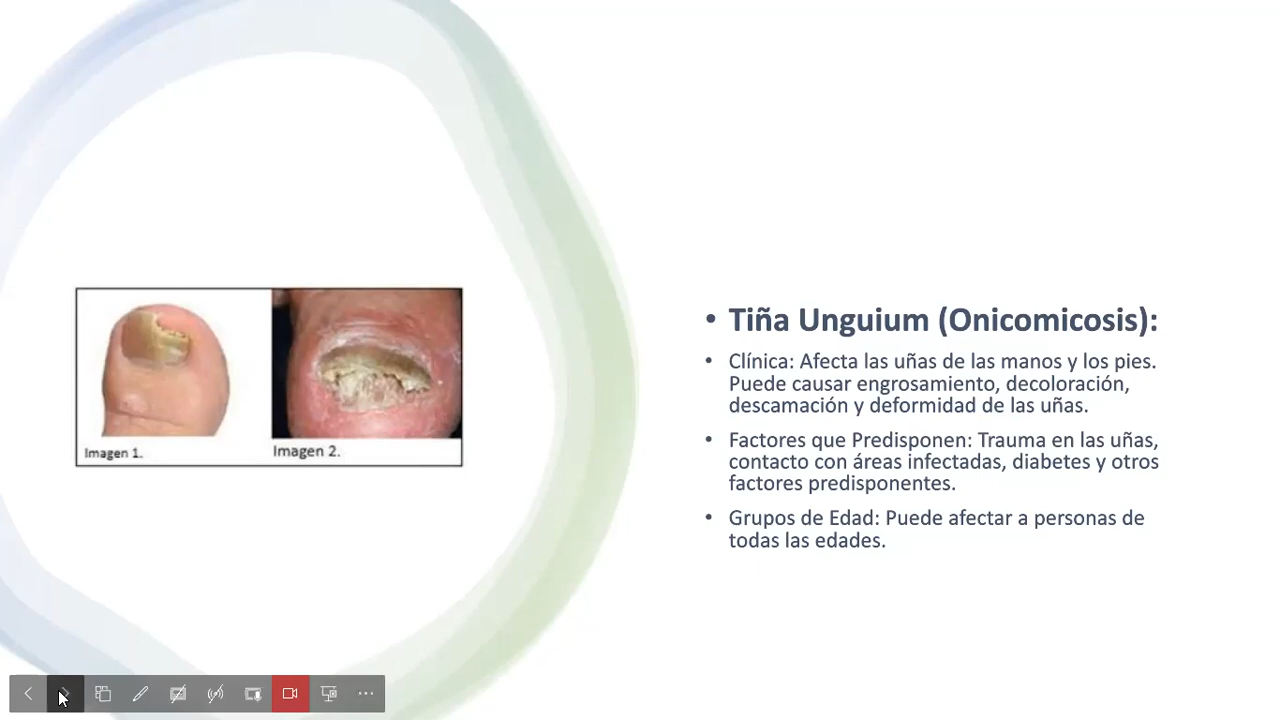 Imagen 1.
Imagen 2.
• Tiña Unguium (Onicomicosis):
• Clínica: Afecta las uñas de las manos y los pies.
Puede causar engrosamiento, decoloración,
descamación y deformidad de las uñas.
• Factores que Predisponen: Trauma en las uñas,
contacto con áreas infectadas, diabetes y otros
factores predisponentes.
• Grupos de Edad: Puede afectar a personas de
todas las edades.